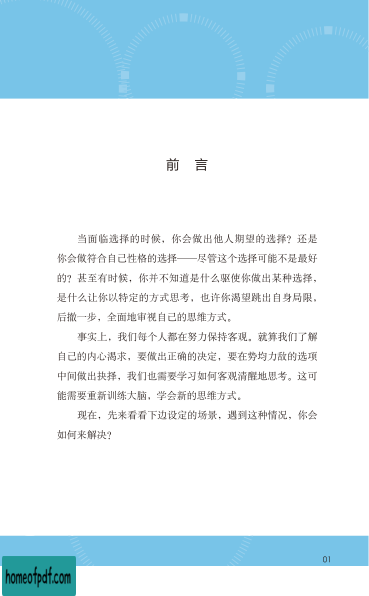 前 言
当面临选择的时候，你会做出他人期望的选择？还是
你会做符合自己性格的选择——尽管这个选择可能不是最好
的？甚至有时候，你并不知道是什么驱使你做出某种选择，
是什么让你以特定的方式思考，也许你渴望跳出自身局限，
后撤一步，全面地审视自己的思维方式。
事实上，我们每个人都在努力保持客观。就算我们了解
自己的内心渴求，要做出正确的决定，要在势均力敌的选项
中间做出抉择，我们也需要学习如何客观清醒地思考。这可
能需要重新训练大脑，学会新的思维方式。
现在，先来看看下边设定的场景，遇到这种情况，你会
如何来解决？
01
homeofpdf.com